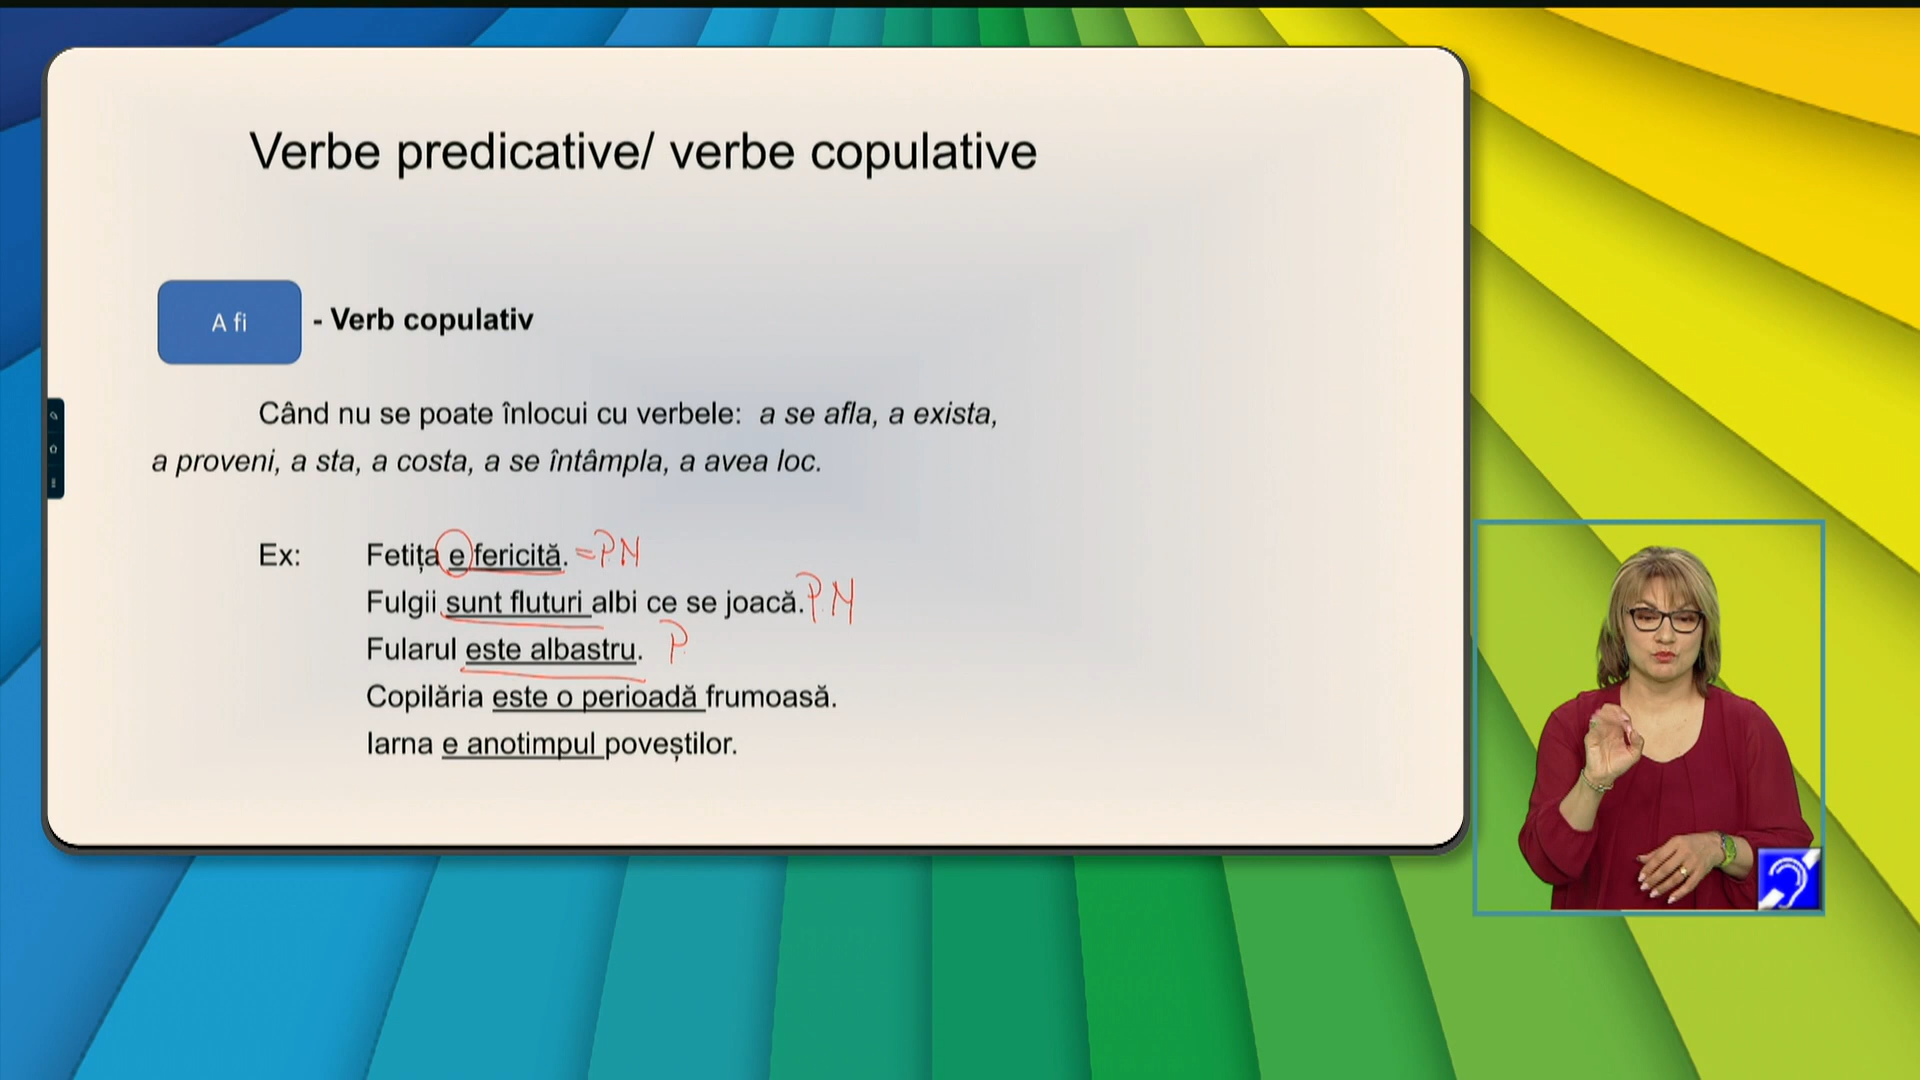 Verbe predicative/ verbe copulative
A fi
- Verb copulativ
Când nu se poate înlocui cu verbele: a se afla, a exista,
a proveni, a sta, a costa, a se întâmpla, a avea loc.
Ex: Fetița e fericită. =P.N
Fulgii sunt fluturi albi ce se joacă. P.N
Fularul este albastru. P.
Copilăria este o perioadă frumoasă.
Iarna e anotimpul poveștilor.